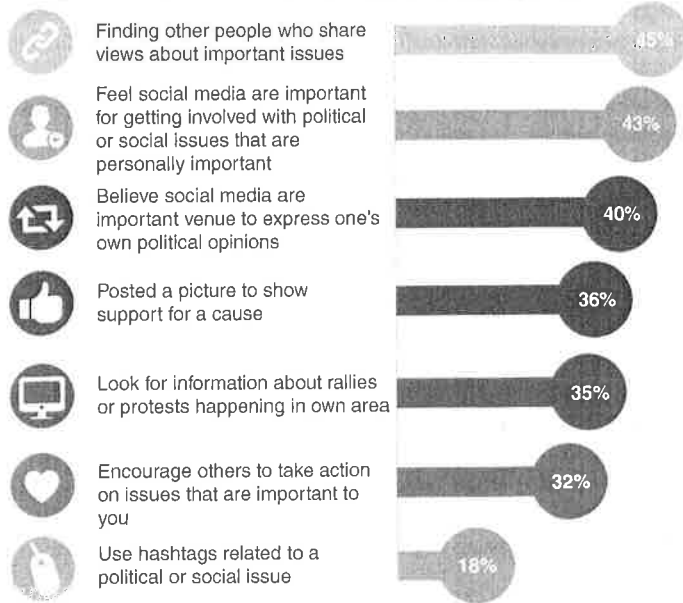 Finding other people who share
views about important issues
45%
Feel social media are important
for getting involved with political
or social issues that are
personally important
43%
Believe social media are
important venue to express one's
own political opinions
40%
Posted a picture to show
support for a cause
36%
Look for information about rallies
or protests happening in own area
35%
Encourage others to take action
on issues that are important to
you
32%
Use hashtags related to a
political or social issue
18%